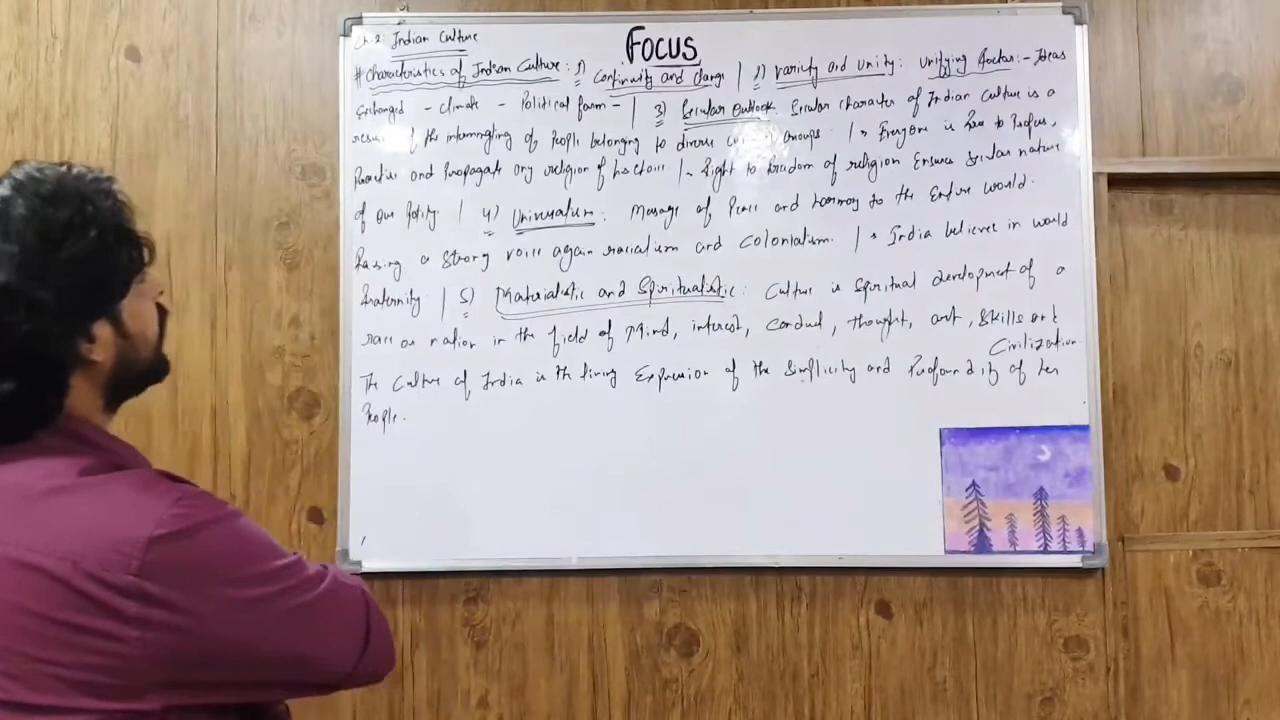 Ch-2: Indian Culture
FOCUS
# Characteristics of Indian Culture : 1) Continuity and change | 2) Variety and Unity : Unifying factor :- Ideas
Exchanged - Climate - Political form - | 3) Secular Outlook Secular character of Indian Culture is a
result of the intermingling of People belonging to diverse groups. | Everyone is free to Profess,
Practise and Propagate any religion of his choice | Right to freedom of religion Ensures secular nature
of our Polity. | 4) Universalism : Message of Peace and harmony to the Entire world.
Raising a strong voice again racialism and Colonialism. | India believes in world
fraternity | 5) Materialistic and Spiritualistic : Culture is spiritual development of a
race or nation in the field of Mind, interest, Conduct, thought, art, skills and
Civilization
The Culture of India is the living Expression of the Simplicity and Profoundity of her
People.